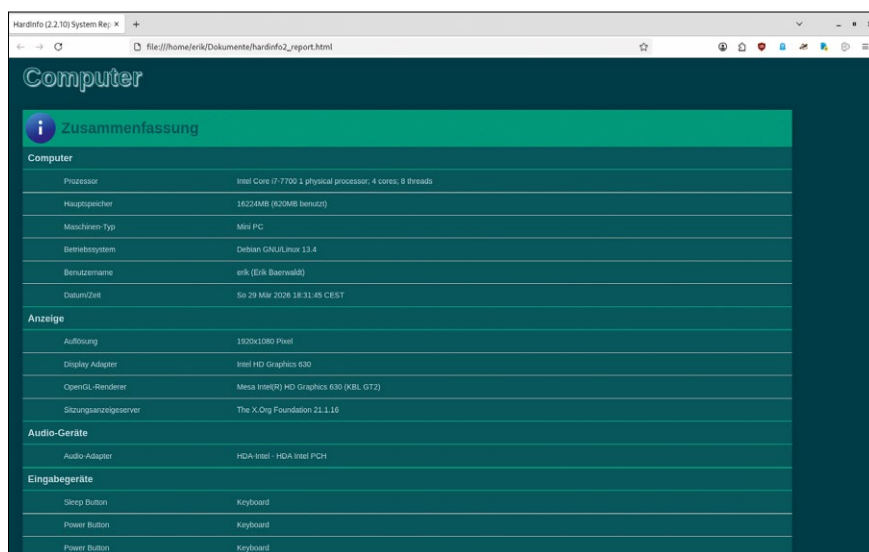 HardInfo (2.2.10) System Rep
file:///home/erik/Dokumente/hardinfo2_report.html
Computer
Zusammenfassung
Computer
Prozessor Intel Core i7-7700 1 physical processor; 4 cores; 8 threads
Hauptspeicher 16224MB (620MB benutzt)
Maschinen-Typ Mini PC
Betriebssystem Debian GNU/Linux 13.4
Benutzername erik (Erik Baerwaldt)
Datum/Zeit So 29 Mär 2026 18:31:45 CEST
Anzeige
Auflösung 1920x1080 Pixel
Display Adapter Intel HD Graphics 630
OpenGL-Renderer Mesa Intel(R) HD Graphics 630 (KBL GT2)
Sitzungsanzeigeserver The X.Org Foundation 21.1.16
Audio-Geräte
Audio-Adapter HDA-Intel - HDA Intel PCH
Eingabegeräte
Sleep Button Keyboard
Power Button Keyboard
Power Button Keyboard